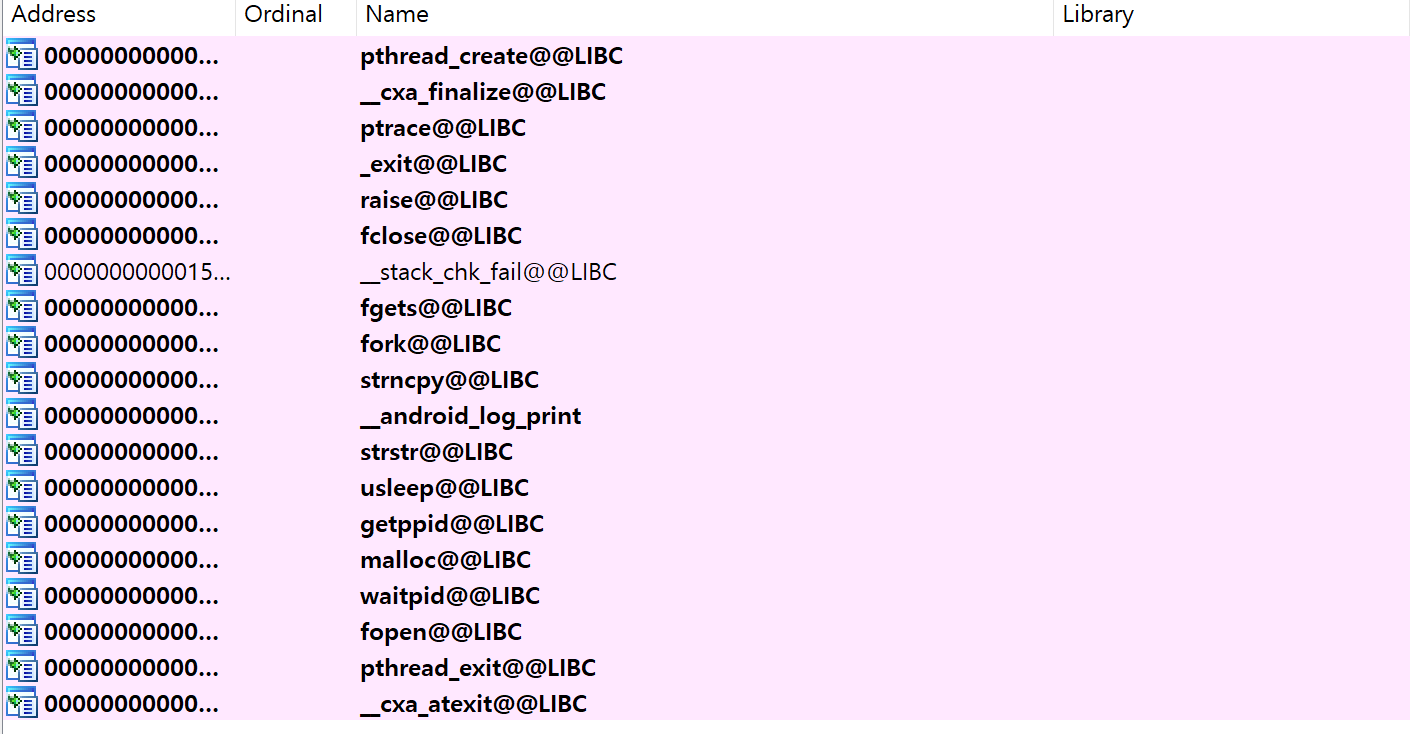 Address Ordinal Name Library
00000000000... pthread_create@@LIBC
00000000000... __cxa_finalize@@LIBC
00000000000... ptrace@@LIBC
00000000000... _exit@@LIBC
00000000000... raise@@LIBC
00000000000... fclose@@LIBC
0000000000015... __stack_chk_fail@@LIBC
00000000000... fgets@@LIBC
00000000000... fork@@LIBC
00000000000... strncpy@@LIBC
00000000000... __android_log_print
00000000000... strstr@@LIBC
00000000000... usleep@@LIBC
00000000000... getppid@@LIBC
00000000000... malloc@@LIBC
00000000000... waitpid@@LIBC
00000000000... fopen@@LIBC
00000000000... pthread_exit@@LIBC
00000000000... __cxa_atexit@@LIBC